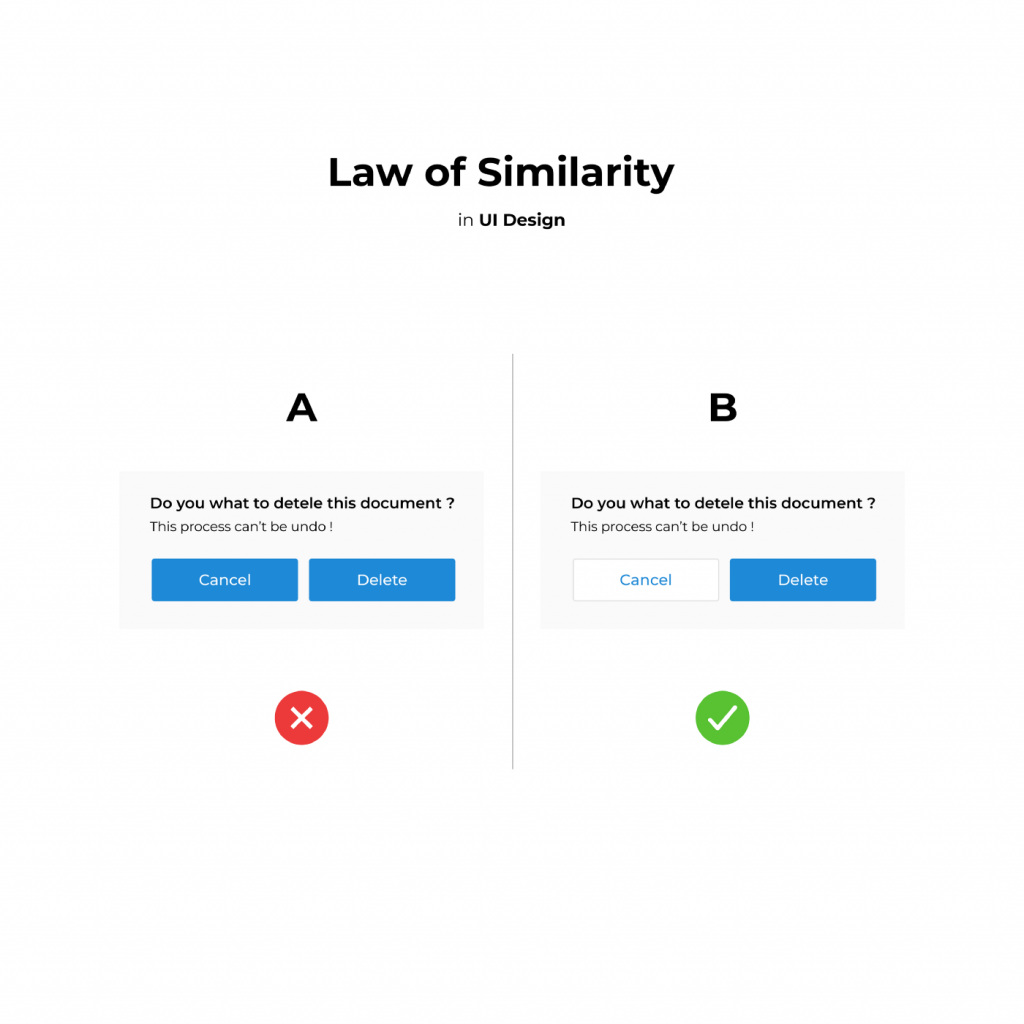 Law of Similarity
in UI Design
A
Do you what to detele this document ?
This process can't be undo !
Cancel
Delete
B
Do you what to detele this document ?
This process can't be undo !
Cancel
Delete